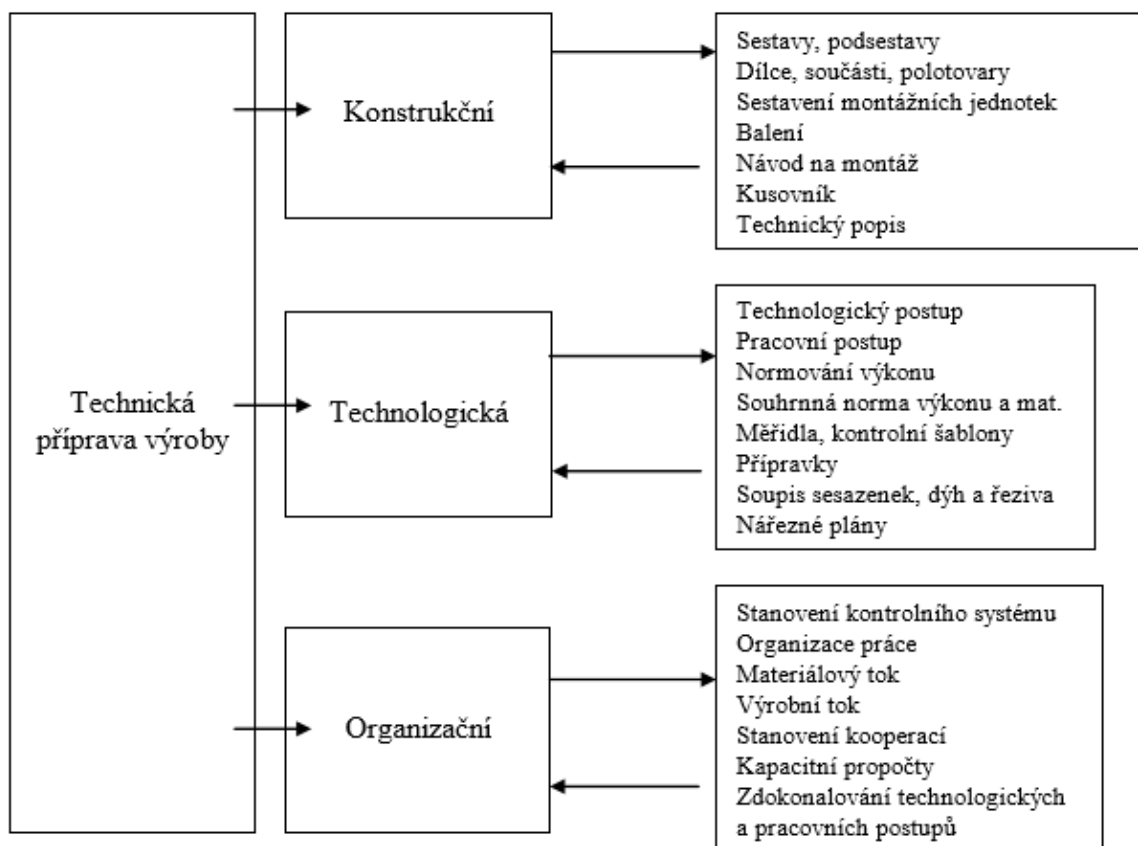 Technická
příprava výroby
Konstrukční
Sestavy, podsestavy
Dílce, součásti, polotovary
Sestavení montážních jednotek
Balení
Návod na montáž
Kusovník
Technický popis
Technologická
Technologický postup
Pracovní postup
Normování výkonu
Souhrnná norma výkonu a mat.
Měřidla, kontrolní šablony
Přípravky
Soupis sesazenek, dýh a řeziva
Nářezné plány
Organizační
Stanovení kontrolního systému
Organizace práce
Materiálový tok
Výrobní tok
Stanovení kooperací
Kapacitní propočty
Zdokonalování technologických
a pracovních postupů